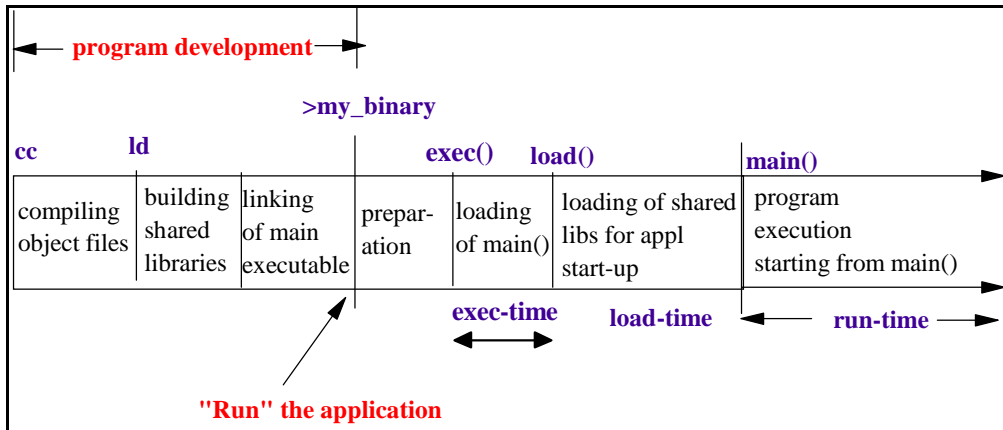 program development
>my_binary
cc
ld
exec()
load()
main()
compiling
object files
building
shared
libraries
linking
of main
executable
prepar-
ation
loading
of main()
loading of shared
libs for appl
start-up
program
execution
starting from main()
exec-time
load-time
run-time
"Run" the application